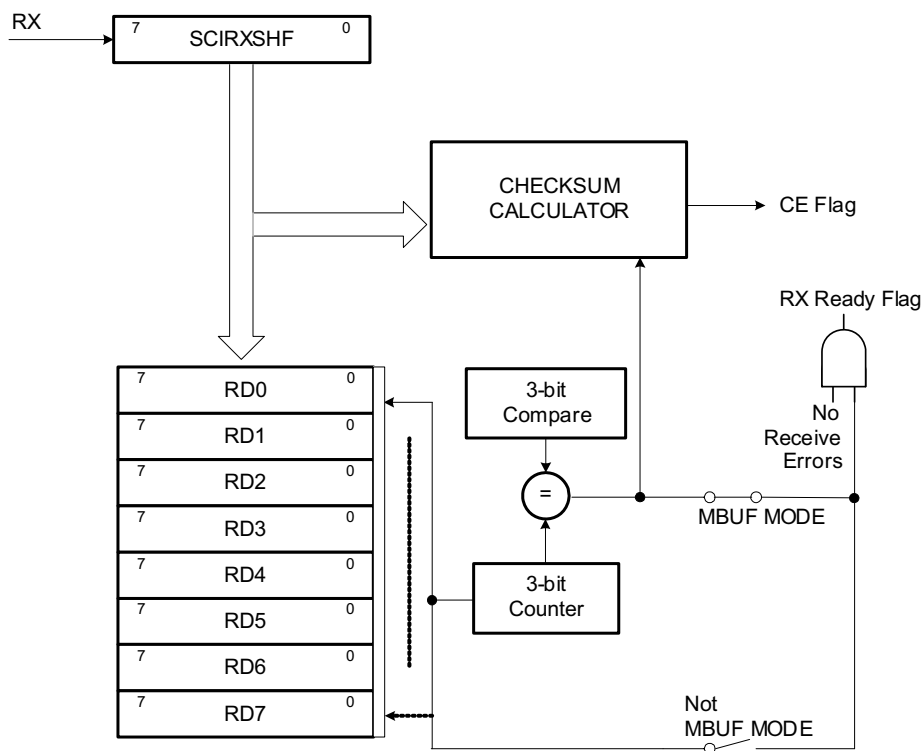 RX
7 SCIRXSHF 0
CHECKSUM
CALCULATOR
CE Flag
RX Ready Flag
No
Receive
Errors
7 RD0 0
7 RD1 0
7 RD2 0
7 RD3 0
7 RD4 0
7 RD5 0
7 RD6 0
7 RD7 0
3-bit
Compare
=
MBUF MODE
3-bit
Counter
Not
MBUF MODE